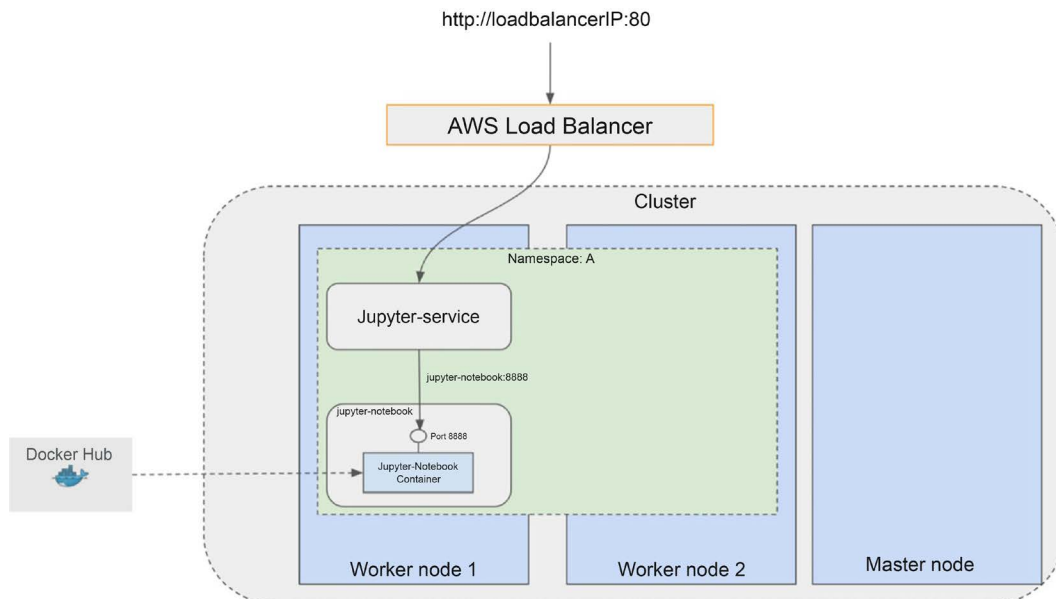 http://loadbalancerIP:80
AWS Load Balancer
Cluster
Namespace: A
Jupyter-service
jupyter-notebook:8888
jupyter-notebook
Port 8888
Docker Hub
Jupyter-Notebook
Container
Worker node 1
Worker node 2
Master node